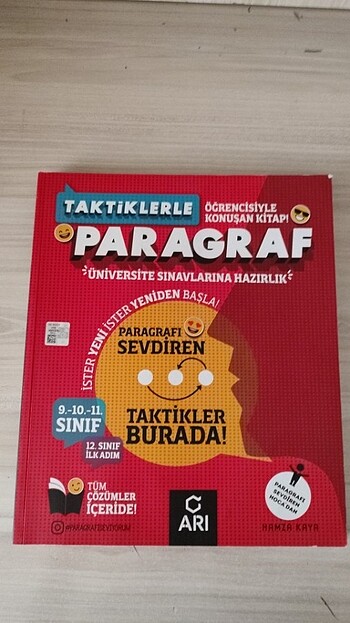 TAKTİKLERLE
ÖĞRENCİSİYLE
KONUŞAN KİTAP!
PARAGRAF
ÜNİVERSİTE SINAVLARINA HAZIRLIK
İSTER YENİ İSTER YENİDEN BAŞLA!
PARAGRAFI
SEVDİREN
TAKTİKLER
BURADA!
9.-10.-11.
SINIF
12. SINIF
İLK ADIM
TÜM
ÇÖZÜMLER
İÇERİDE!
ARI
PARAGRAFI
SEVDİREN
HOCA'DAN
HAMZA KAYA